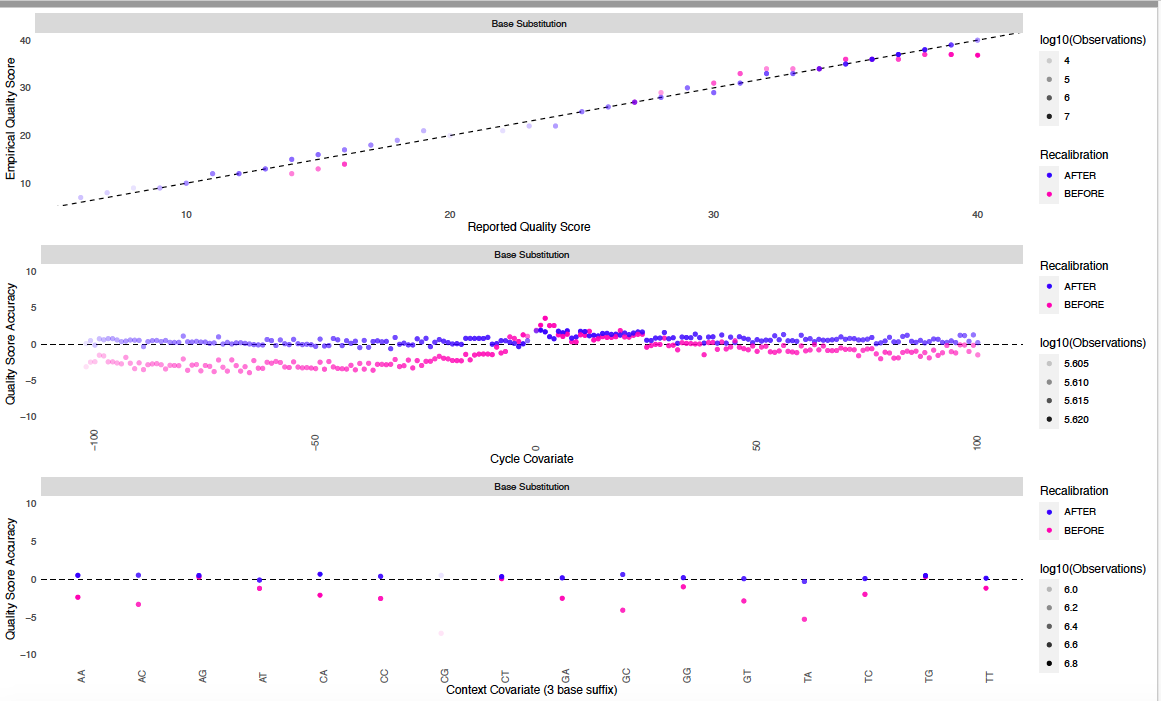 Base Substitution
Empirical Quality Score
40
30
20
10
10 20 30 40
Reported Quality Score
log10(Observations)
4
5
6
7
Recalibration
AFTER
BEFORE
Base Substitution
Quality Score Accuracy
10
5
0
−5
−10
−100 −50 0 50 100
Cycle Covariate
Recalibration
AFTER
BEFORE
log10(Observations)
5.605
5.610
5.615
5.620
Base Substitution
Quality Score Accuracy
10
5
0
−5
−10
AA AC AG AT CA CC CG CT GA GC GG GT TA TC TG TT
Context Covariate (3 base suffix)
Recalibration
AFTER
BEFORE
log10(Observations)
6.0
6.2
6.4
6.6
6.8